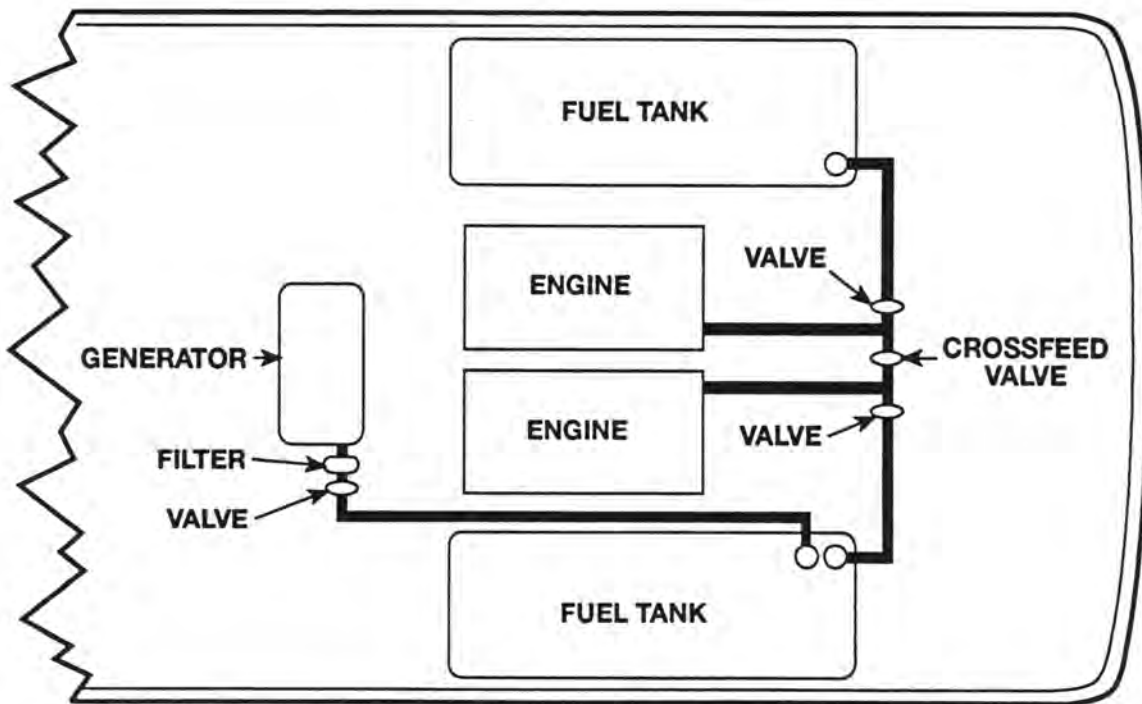 FUEL TANK
VALVE
ENGINE
GENERATOR
CROSSFEED
VALVE
ENGINE
VALVE
FILTER
VALVE
FUEL TANK